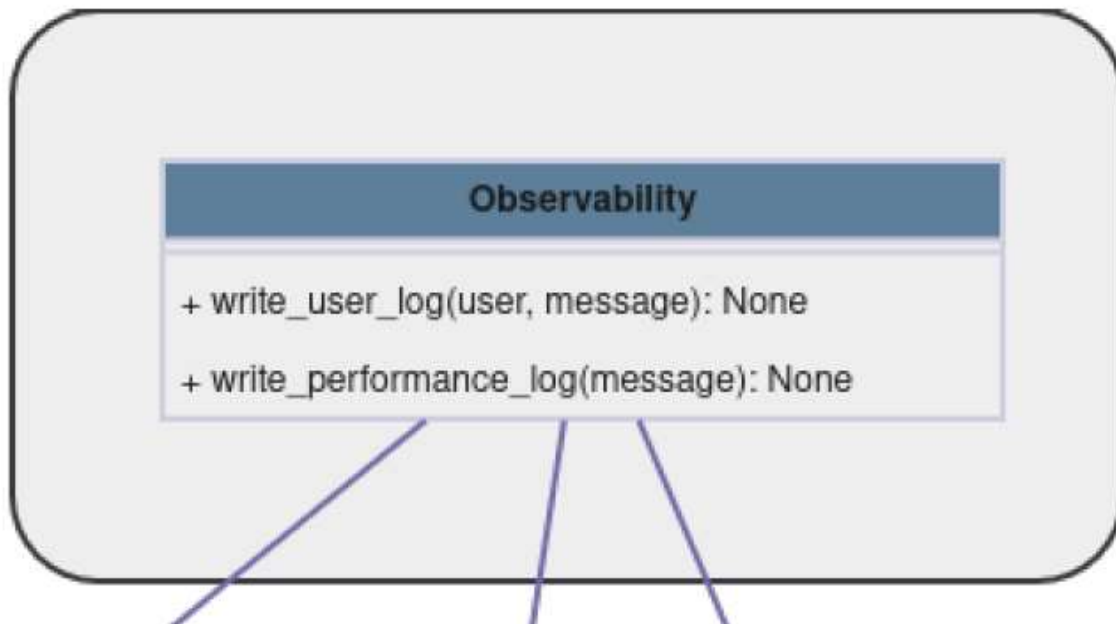 Observability
+ write_user_log(user, message): None
+ write_performance_log(message): None